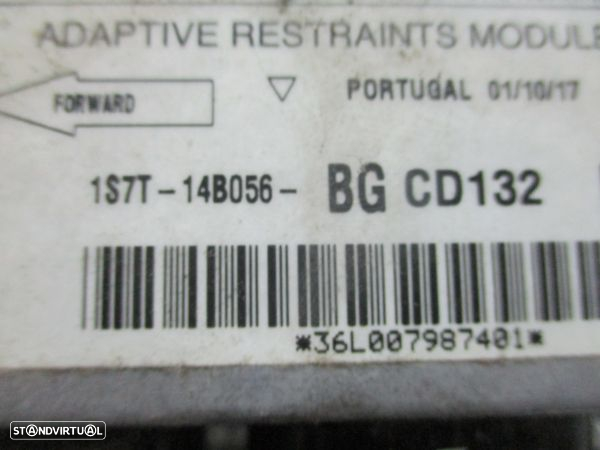 ADAPTIVE RESTRAINTS MODULE
FORWARD
PORTUGAL 01/10/17
1S7T-14B056- BG CD132
*36L007987401*
STANDVIRTUAL